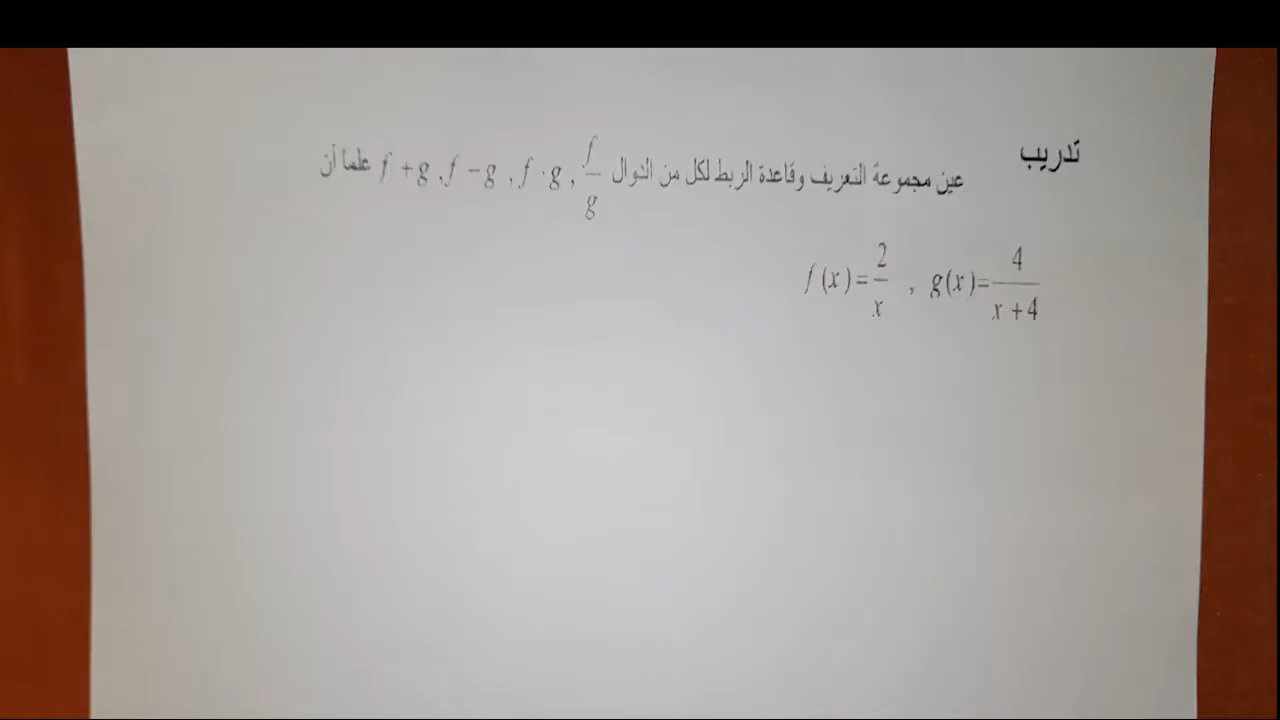 تدريب
عين مجموعة التعريف وقاعدة الربط لكل من الدوال f + g , f − g , f · g , f/g علما أن
f(x) = 2/x , g(x) = 4/(x + 4)